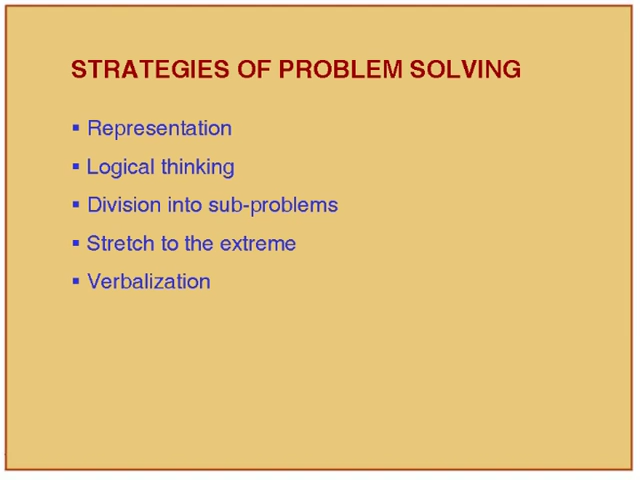 STRATEGIES OF PROBLEM SOLVING
▪ Representation
▪ Logical thinking
▪ Division into sub-problems
▪ Stretch to the extreme
▪ Verbalization